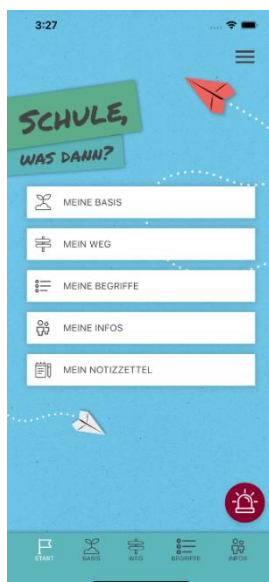 3:27
SCHULE,
WAS DANN?
MEINE BASIS
MEIN WEG
MEINE BEGRIFFE
MEINE INFOS
MEIN NOTIZZETTEL
START BASIS WEG BEGRIFFE INFOS